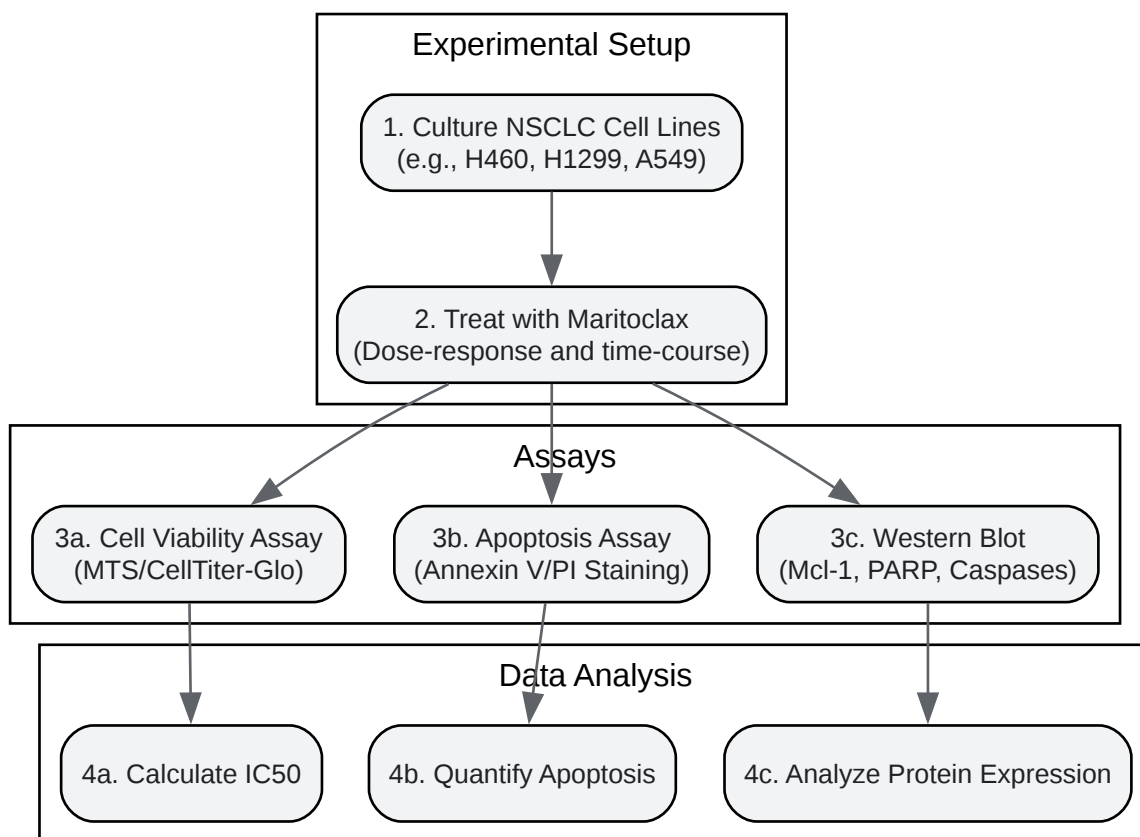 Experimental Setup
1. Culture NSCLC Cell Lines
(e.g., H460, H1299, A549)
2. Treat with Maritoclax
(Dose-response and time-course)
Assays
3a. Cell Viability Assay
(MTS/CellTiter-Glo)
3b. Apoptosis Assay
(Annexin V/PI Staining)
3c. Western Blot
(Mcl-1, PARP, Caspases)
Data Analysis
4a. Calculate IC50
4b. Quantify Apoptosis
4c. Analyze Protein Expression